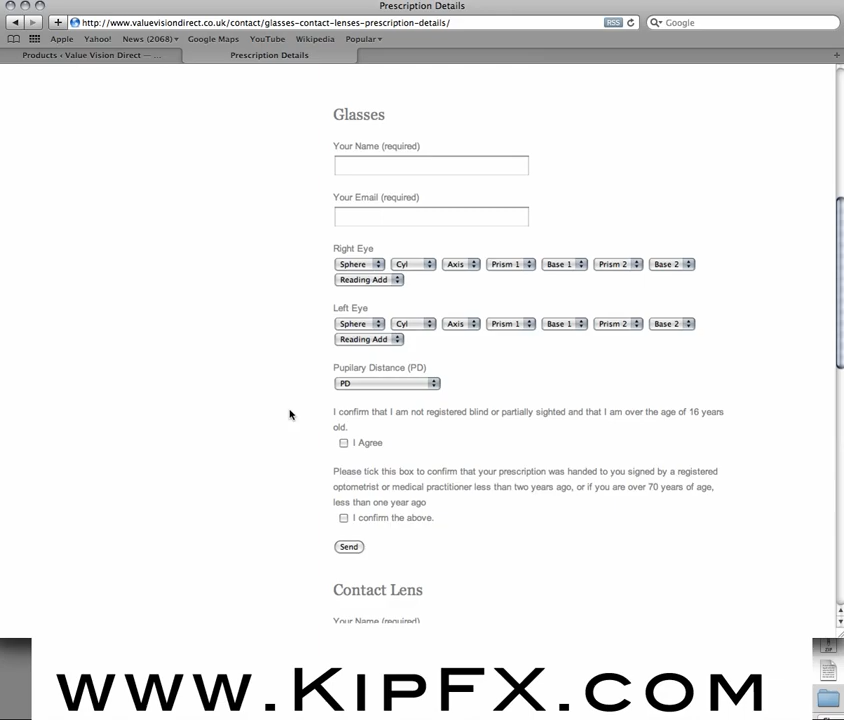 Prescription Details
http://www.valuevisiondirect.co.uk/contact/glasses-contact-lenses-prescription-details/ RSS Google
Apple Yahoo! News (2068) Google Maps YouTube Wikipedia Popular
Products ‹ Value Vision Direct — ... Prescription Details
Glasses
Your Name (required)
Your Email (required)
Right Eye
Sphere Cyl Axis Prism 1 Base 1 Prism 2 Base 2
Reading Add
Left Eye
Sphere Cyl Axis Prism 1 Base 1 Prism 2 Base 2
Reading Add
Pupilary Distance (PD)
PD
I confirm that I am not registered blind or partially sighted and that I am over the age of 16 years
old.
I Agree
Please tick this box to confirm that your prescription was handed to you signed by a registered
optometrist or medical practitioner less than two years ago, or if you are over 70 years of age,
less than one year ago
I confirm the above.
Send
Contact Lens
Your Name (required)
www.KipFX.com